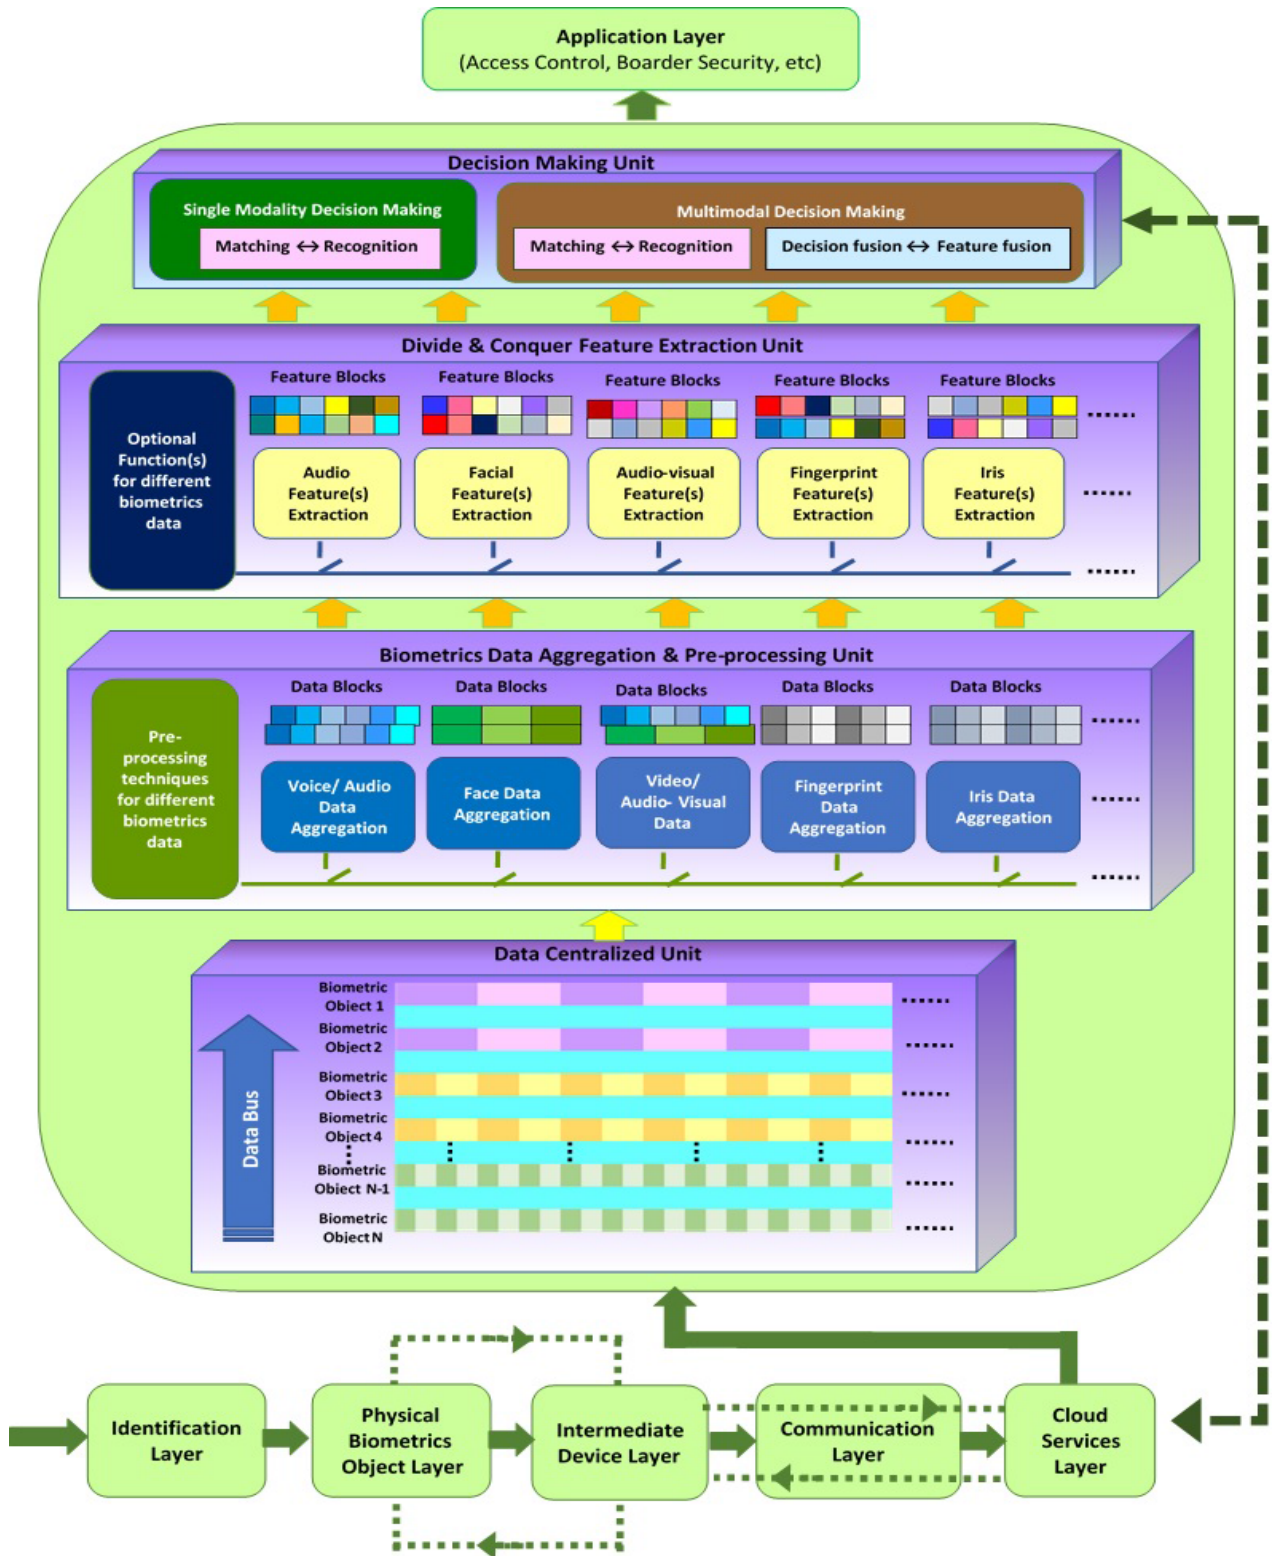 Application Layer
(Access Control, Boarder Security, etc)
Decision Making Unit
Single Modality Decision Making
Matching ↔ Recognition
Multimodal Decision Making
Matching ↔ Recognition
Decision fusion ↔ Feature fusion
Divide & Conquer Feature Extraction Unit
Optional
Function(s)
for different
biometrics
data
Feature Blocks
Feature Blocks
Feature Blocks
Feature Blocks
Feature Blocks
Audio
Feature(s)
Extraction
Facial
Feature(s)
Extraction
Audio-visual
Feature(s)
Extraction
Fingerprint
Feature(s)
Extraction
Iris
Feature(s)
Extraction
Biometrics Data Aggregation & Pre-processing Unit
Pre-
processing
techniques
for different
biometrics
data
Data Blocks
Data Blocks
Data Blocks
Data Blocks
Data Blocks
Voice/ Audio
Data
Aggregation
Face Data
Aggregation
Video/
Audio- Visual
Data
Fingerprint
Data
Aggregation
Iris Data
Aggregation
Data Centralized Unit
Data Bus
Biometric
Object 1
Biometric
Object 2
Biometric
Object 3
Biometric
Object 4
Biometric
Object N-1
Biometric
Object N
Identification
Layer
Physical
Biometrics
Object Layer
Intermediate
Device Layer
Communication
Layer
Cloud
Services
Layer